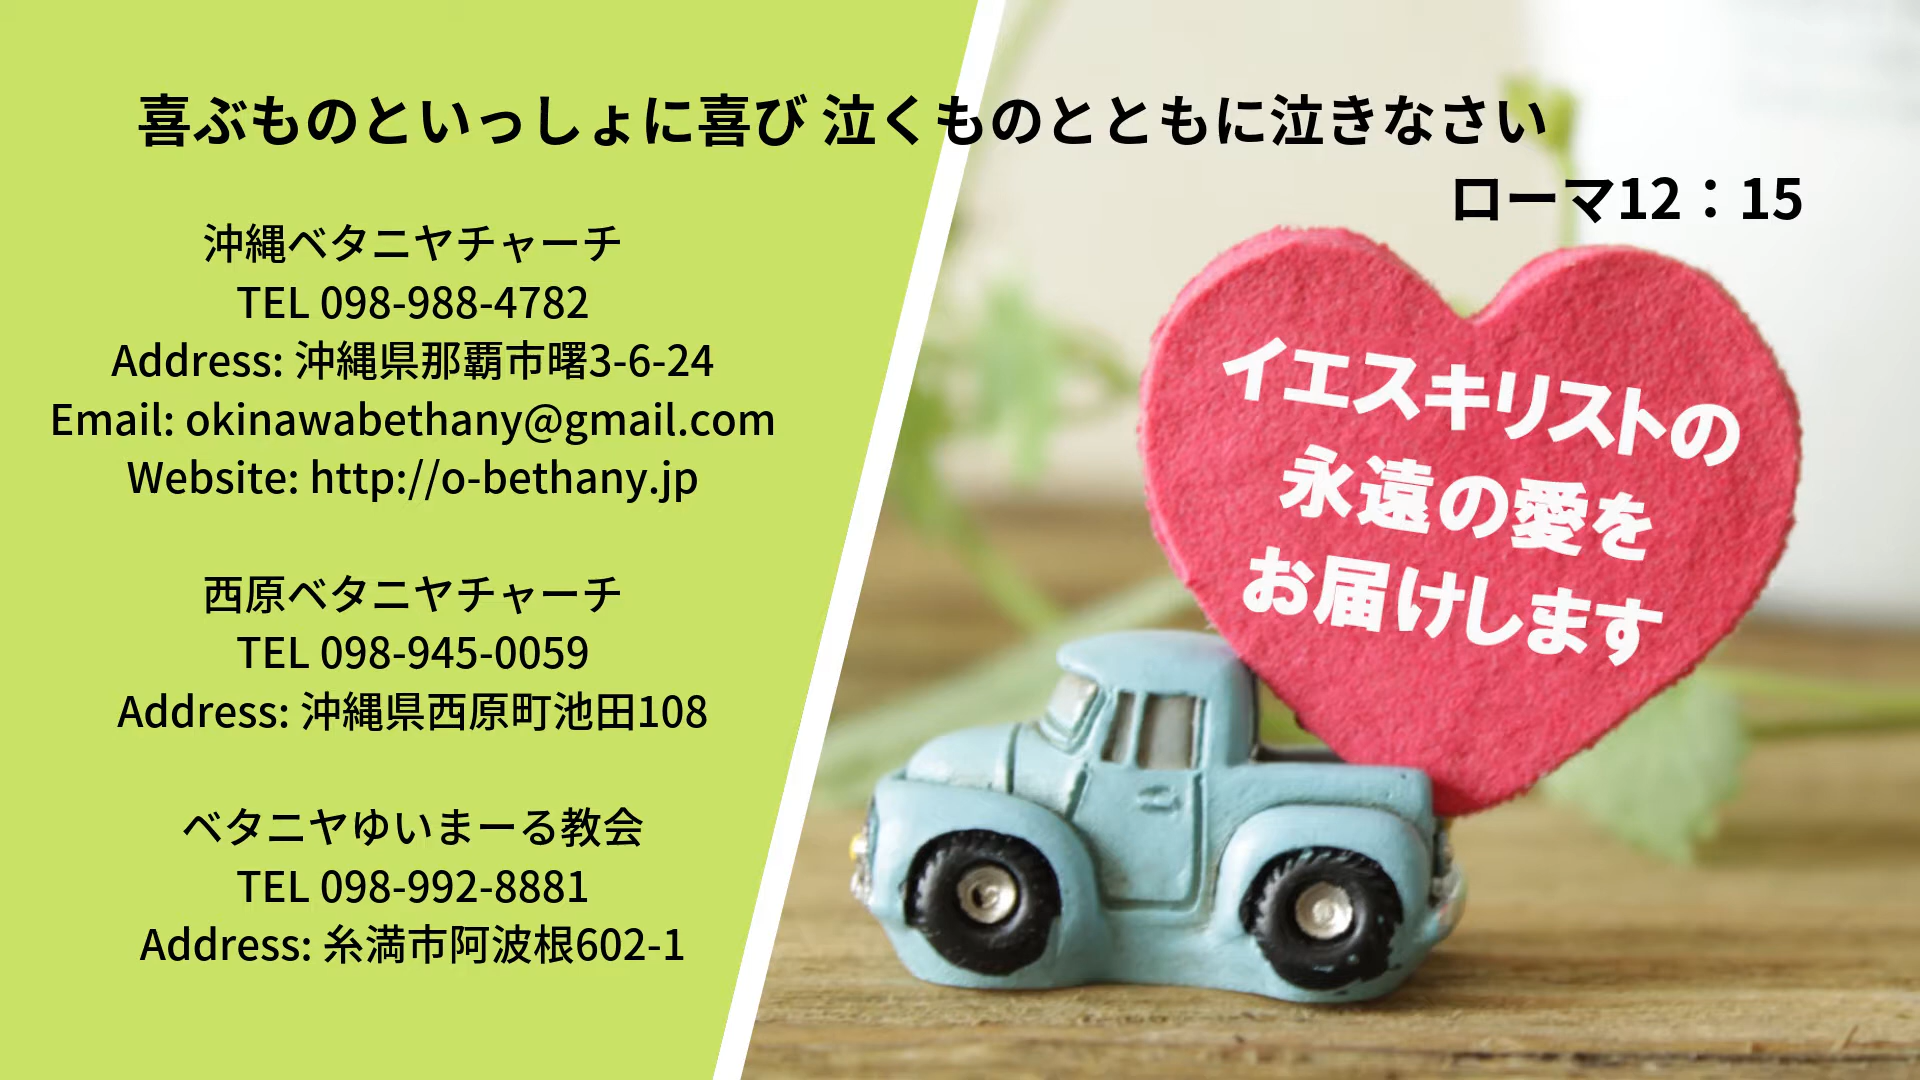 喜ぶものといっしょに喜び 泣くものとともに泣きなさい
ローマ12：15
沖縄ベタニヤチャーチ
TEL 098-988-4782
Address: 沖縄県那覇市曙3-6-24
Email: okinawabethany@gmail.com
Website: http://o-bethany.jp
西原ベタニヤチャーチ
TEL 098-945-0059
Address: 沖縄県西原町池田108
ベタニヤゆいまーる教会
TEL 098-992-8881
Address: 糸満市阿波根602-1
イエスキリストの
永遠の愛を
お届けします